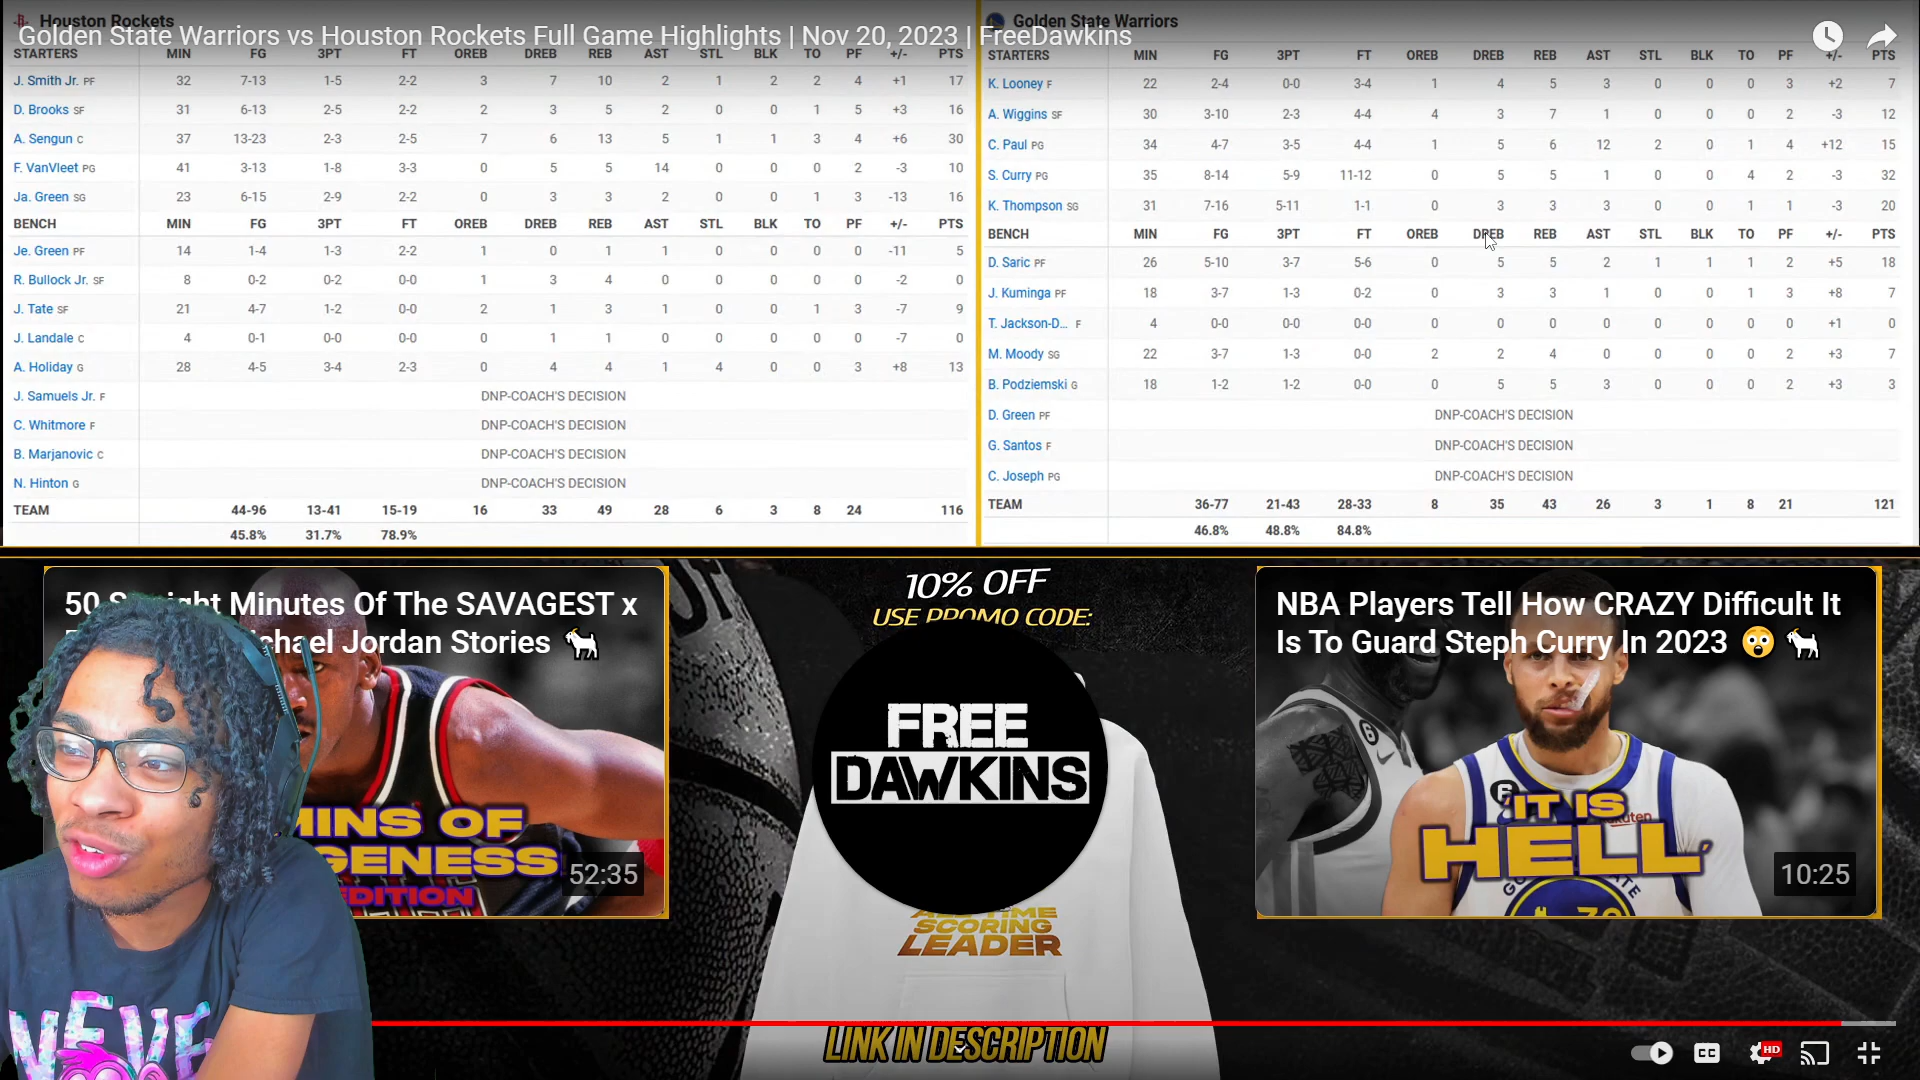 Houston Rockets
Golden State Warriors vs Houston Rockets Full Game Highlights | Nov 20, 2023 | FreeDawkins
STARTERS MIN FG 3PT FT OREB DREB REB AST STL BLK TO PF +/- PTS
J. Smith Jr. PF 32 7-13 1-5 2-2 3 7 10 2 1 2 2 4 +1 17
D. Brooks SF 31 6-13 2-5 2-2 2 3 5 2 0 0 1 5 +3 16
A. Sengun C 37 13-23 2-3 2-5 7 6 13 5 1 1 3 4 +6 30
F. VanVleet PG 41 3-13 1-8 3-3 0 5 5 14 0 0 0 2 -3 10
Ja. Green SG 23 6-15 2-9 2-2 0 3 3 2 0 0 1 3 -13 16
BENCH MIN FG 3PT FT OREB DREB REB AST STL BLK TO PF +/- PTS
Je. Green PF 14 1-4 1-3 2-2 1 0 1 1 0 0 0 0 -11 5
R. Bullock Jr. SF 8 0-2 0-2 0-0 1 3 4 0 0 0 0 0 -2 0
J. Tate SF 21 4-7 1-2 0-0 2 1 3 1 0 0 1 3 -7 9
J. Landale C 4 0-1 0-0 0-0 0 1 1 0 0 0 0 0 -7 0
A. Holiday G 28 4-5 3-4 2-3 0 4 4 1 4 0 0 3 +8 13
J. Samuels Jr. F DNP-COACH'S DECISION
C. Whitmore F DNP-COACH'S DECISION
B. Marjanovic C DNP-COACH'S DECISION
N. Hinton G DNP-COACH'S DECISION
TEAM 44-96 13-41 15-19 16 33 49 28 6 3 8 24 116
45.8% 31.7% 78.9%
Golden State Warriors
STARTERS MIN FG 3PT FT OREB DREB REB AST STL BLK TO PF +/- PTS
K. Looney F 22 2-4 0-0 3-4 1 4 5 3 0 0 0 3 +2 7
A. Wiggins SF 30 3-10 2-3 4-4 4 3 7 1 0 0 0 2 -3 12
C. Paul PG 34 4-7 3-5 4-4 1 5 6 12 2 0 1 4 +12 15
S. Curry PG 35 8-14 5-9 11-12 0 5 5 1 0 0 4 2 -3 32
K. Thompson SG 31 7-16 5-11 1-1 0 3 3 3 0 0 1 1 -3 20
BENCH MIN FG 3PT FT OREB DREB REB AST STL BLK TO PF +/- PTS
D. Saric PF 26 5-10 3-7 5-6 0 5 5 2 1 1 1 2 +5 18
J. Kuminga PF 18 3-7 1-3 0-2 0 3 3 1 0 0 1 3 +8 7
T. Jackson-D... F 4 0-0 0-0 0-0 0 0 0 0 0 0 0 0 +1 0
M. Moody SG 22 3-7 1-3 0-0 2 2 4 0 0 0 0 2 +3 7
B. Podziemski G 18 1-2 1-2 0-0 0 5 5 3 0 0 0 2 +3 3
D. Green PF DNP-COACH'S DECISION
G. Santos F DNP-COACH'S DECISION
C. Joseph PG DNP-COACH'S DECISION
TEAM 36-77 21-43 28-33 8 35 43 26 3 1 8 21 121
46.8% 48.8% 84.8%
50 Minutes Of The SAVAGEST x
Jordan Stories 🐐
MINS OF
EDITION
52:35
10% OFF
USE PROMO CODE:
FREE
DAWKINS
ALL TIME
SCORING
LEADER
LINK IN DESCRIPTION
NBA Players Tell How CRAZY Difficult It
Is To Guard Steph Curry In 2023 😲 🐐
6
6
'IT IS
HELL'
10:25
CC
HD